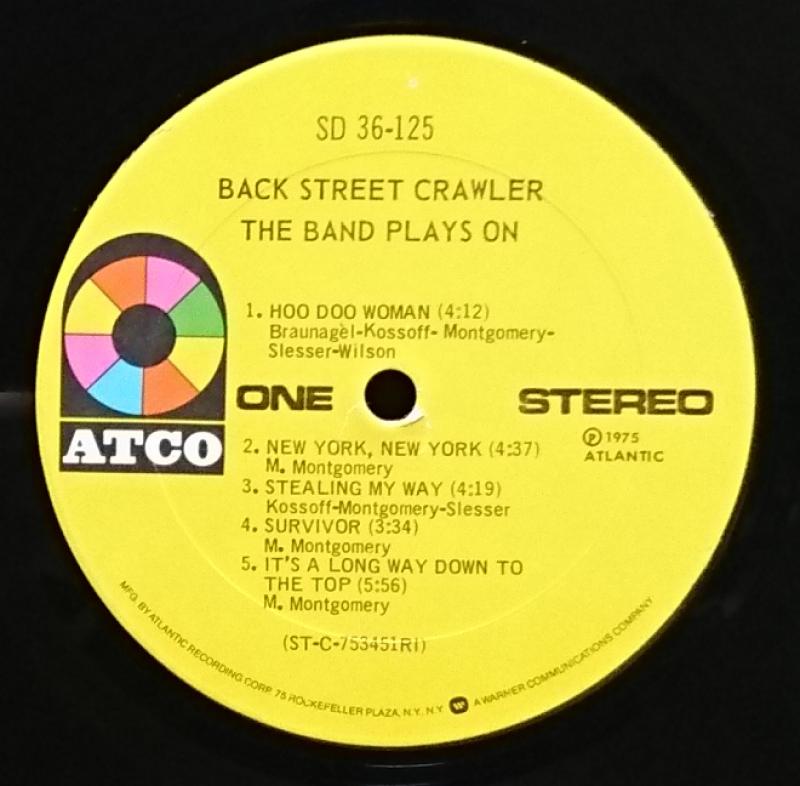 SD 36-125
BACK STREET CRAWLER
THE BAND PLAYS ON
1. HOO DOO WOMAN (4:12)
Braunagel-Kossoff- Montgomery-
Slesser-Wilson
ONE
STEREO
ATCO
℗ 1975
ATLANTIC
2. NEW YORK, NEW YORK (4:37)
M. Montgomery
3. STEALING MY WAY (4:19)
Kossoff-Montgomery-Slesser
4. SURVIVOR (3:34)
M. Montgomery
5. IT'S A LONG WAY DOWN TO
THE TOP (5:56)
M. Montgomery
(ST-C-753451RI)
MFG. BY ATLANTIC RECORDING CORP. 75 ROCKEFELLER PLAZA, N.Y. N.Y. W A WARNER COMMUNICATIONS COMPANY